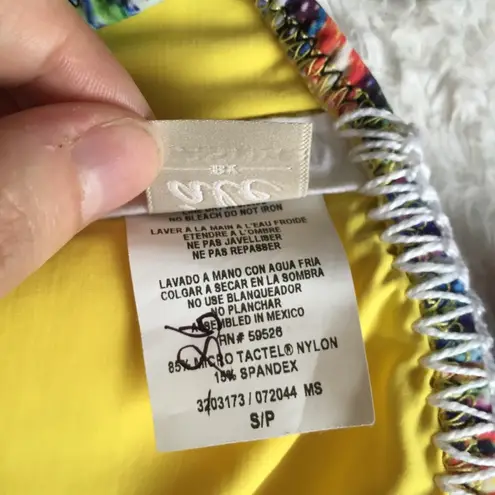 NO BLEACH DO NOT IRON
LAVER A LA MAIN A L'EAU FROIDE
ETENDRE A L'OMBRE
NE PAS JAVELLIBER
NE PAS REPASSER
LAVADO A MANO CON AGUA FRIA
COLGAR A SECAR EN LA SOMBRA
NO USE BLANQUEADOR
NO PLANCHAR
ASSEMBLED IN MEXICO
RN# 59526
85% MICRO TACTEL® NYLON
15% SPANDEX
3203173 / 072044 MS
S/P